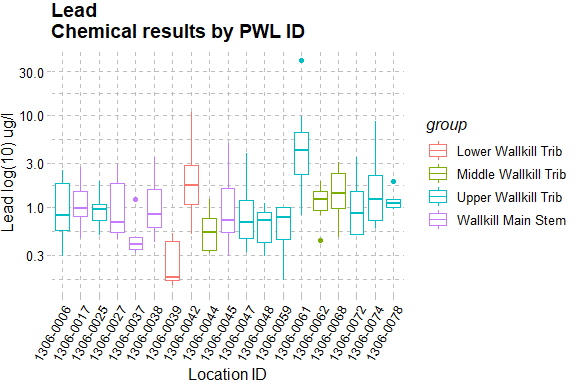 Lead
Chemical results by PWL ID
Lead log(10) ug/l
30.0
10.0
3.0
1.0
0.3
1306-0006
1306-0017
1306-0025
1306-0027
1306-0037
1306-0038
1306-0039
1306-0042
1306-0044
1306-0045
1306-0047
1306-0048
1306-0059
1306-0061
1306-0062
1306-0068
1306-0072
1306-0074
1306-0078
Location ID
group
Lower Wallkill Trib
Middle Wallkill Trib
Upper Wallkill Trib
Wallkill Main Stem